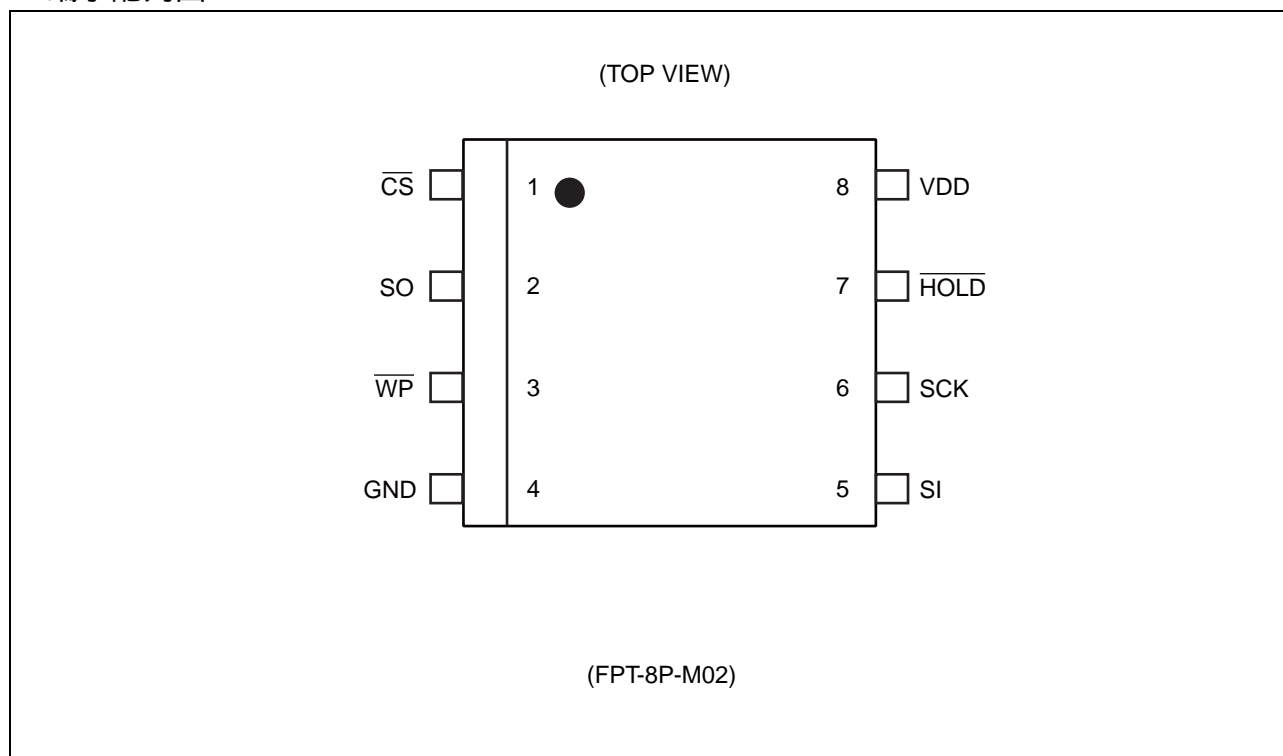 (TOP VIEW)
CS 1 8 VDD
SO 2 7 HOLD
WP 3 6 SCK
GND 4 5 SI
(FPT-8P-M02)